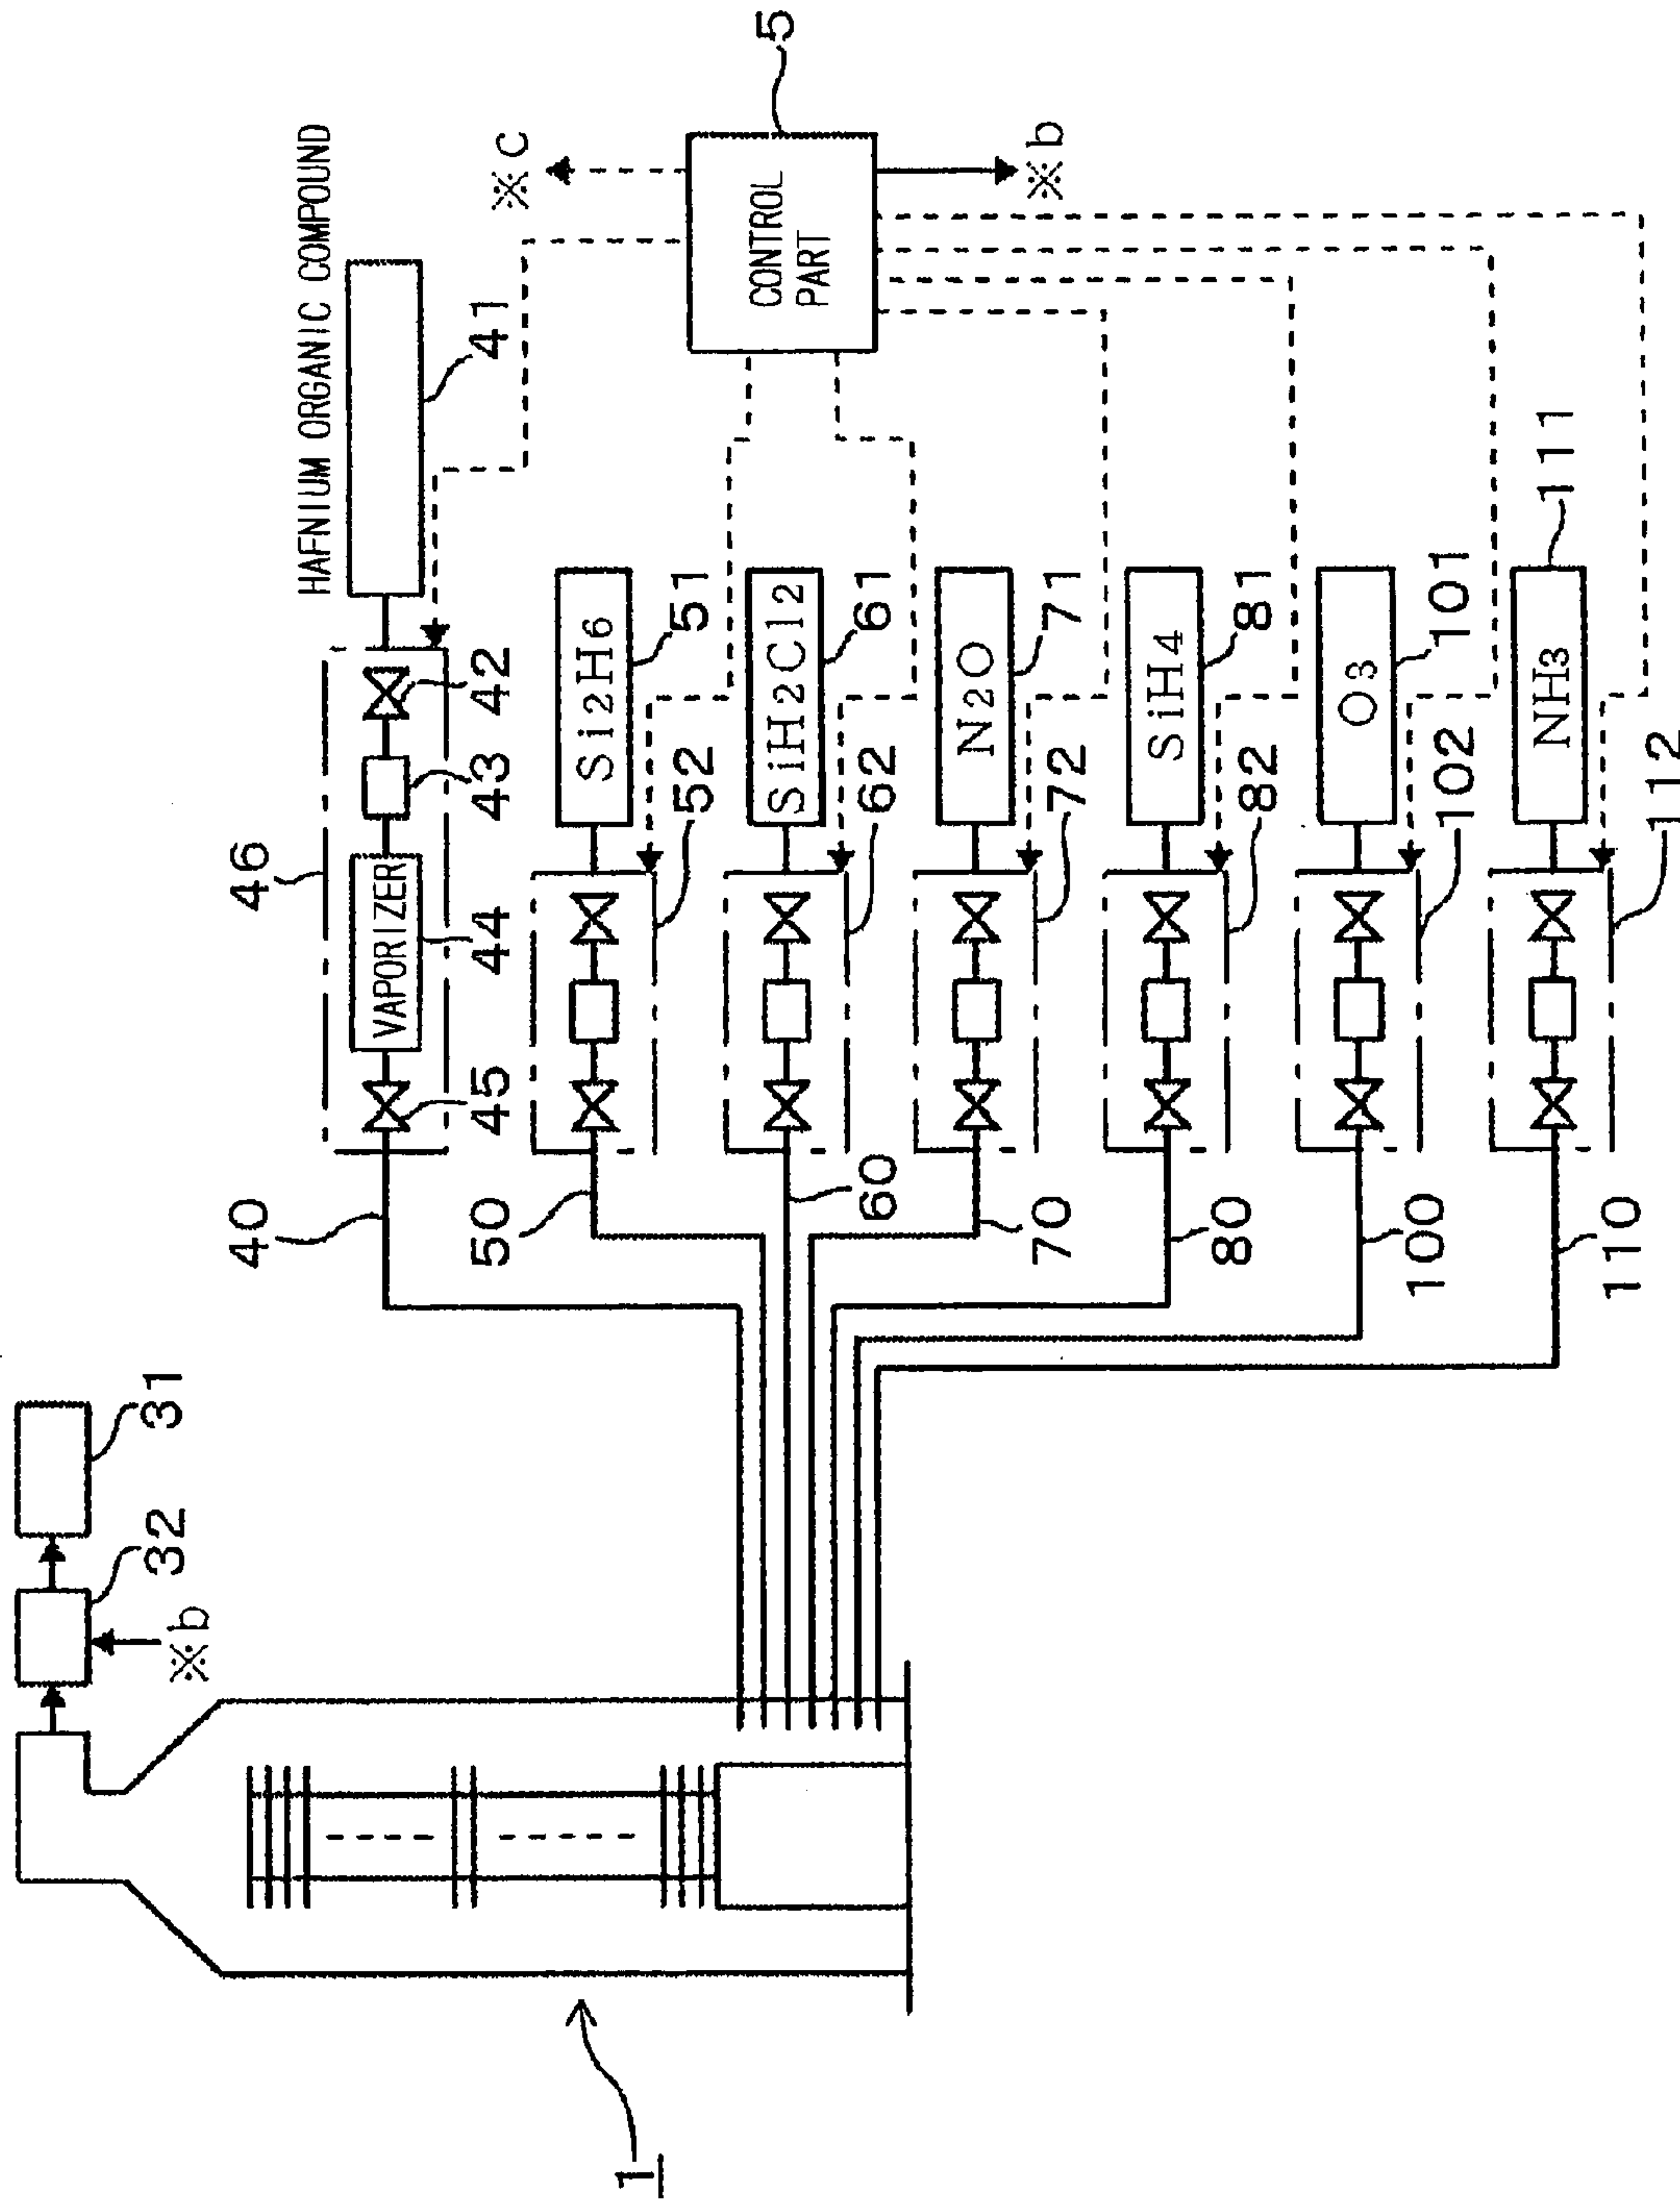 31
32
※b
1
HAFNIUM ORGANIC COMPOUND
46
41
42
43
VAPORIZER
44
45
40
※c
5
CONTROL
PART
※b
Si2H6
51
52
50
SiH2Cl2
61
62
60
N2O
71
72
70
SiH4
81
82
80
O3
101
102
100
NH3
111
112
110